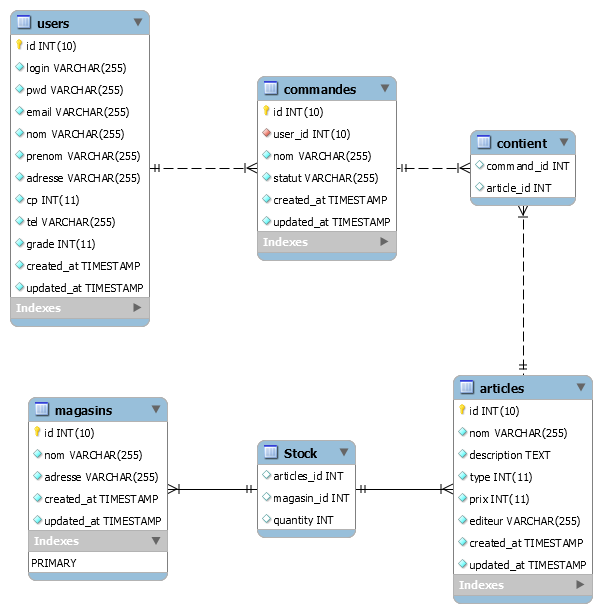 users
id INT(10)
login VARCHAR(255)
pwd VARCHAR(255)
email VARCHAR(255)
nom VARCHAR(255)
prenom VARCHAR(255)
adresse VARCHAR(255)
cp INT(11)
tel VARCHAR(255)
grade INT(11)
created_at TIMESTAMP
updated_at TIMESTAMP
Indexes
commandes
id INT(10)
user_id INT(10)
nom VARCHAR(255)
statut VARCHAR(255)
created_at TIMESTAMP
updated_at TIMESTAMP
Indexes
contient
command_id INT
article_id INT
magasins
id INT(10)
nom VARCHAR(255)
adresse VARCHAR(255)
created_at TIMESTAMP
updated_at TIMESTAMP
Indexes
PRIMARY
Stock
articles_id INT
magasin_id INT
quantity INT
articles
id INT(10)
nom VARCHAR(255)
description TEXT
type INT(11)
prix INT(11)
editeur VARCHAR(255)
created_at TIMESTAMP
updated_at TIMESTAMP
Indexes